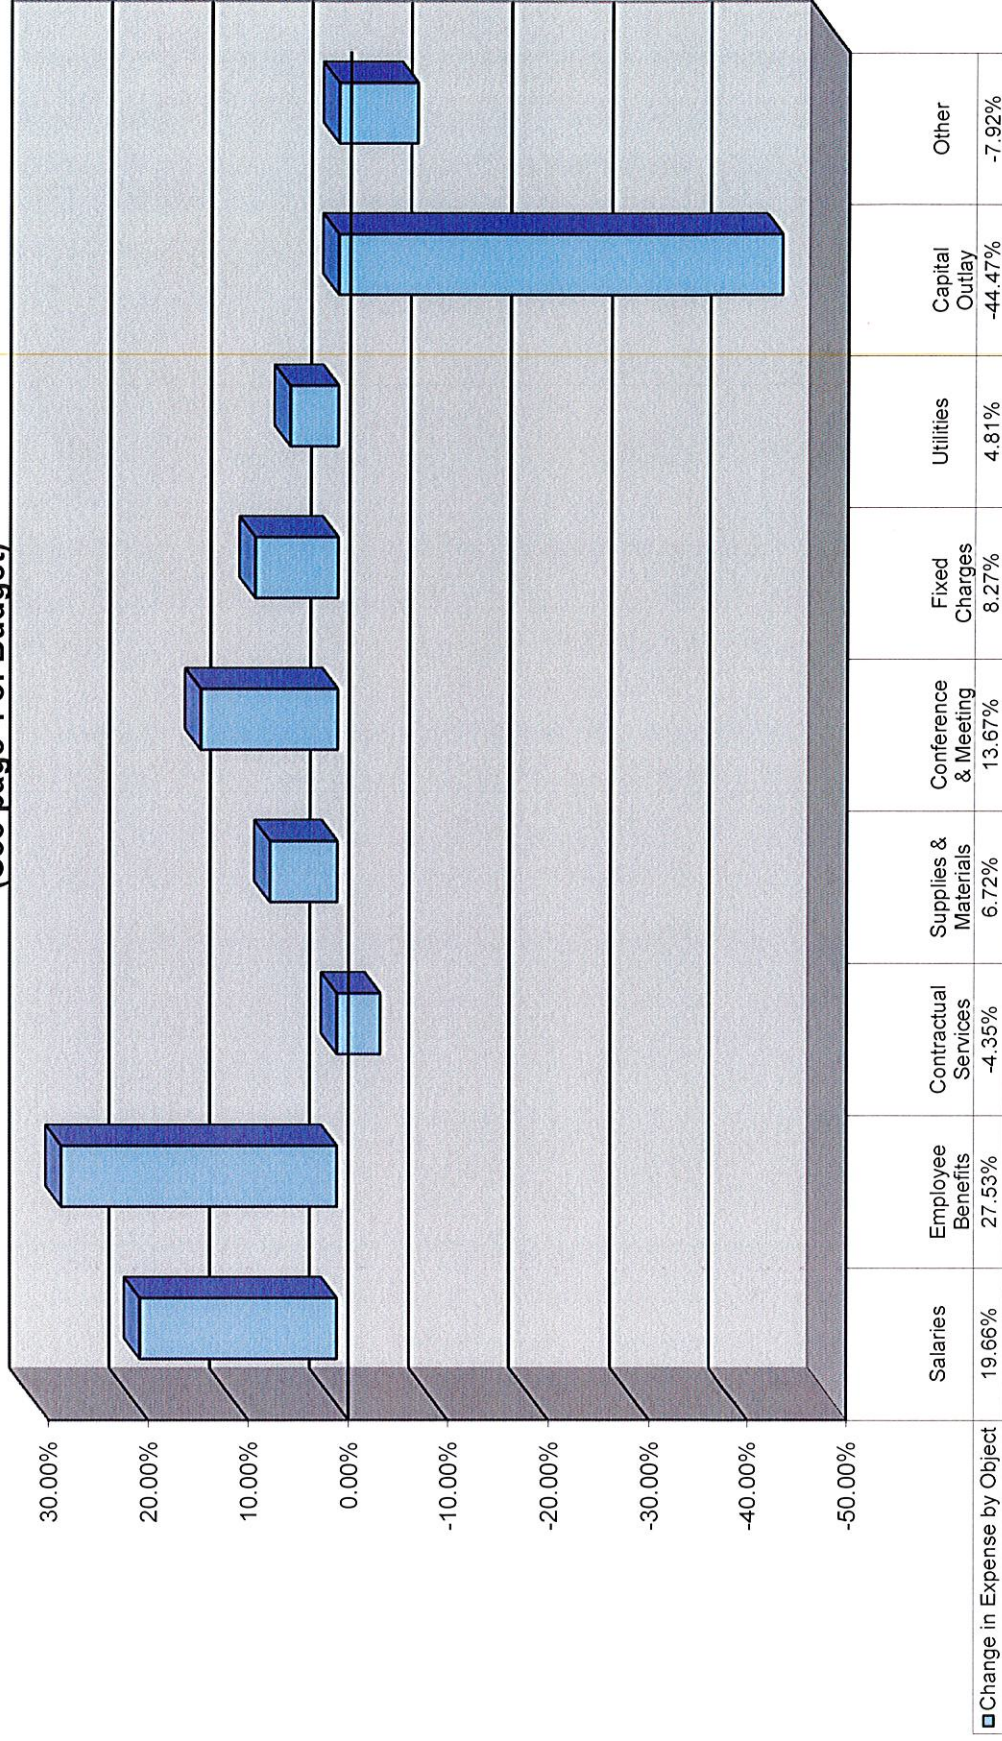 (See page 4 of Budget)
30.00%
20.00%
10.00%
0.00%
-10.00%
-20.00%
-30.00%
-40.00%
-50.00%
Salaries
Employee
Benefits
Contractual
Services
Supplies &
Materials
Conference
& Meeting
Fixed
Charges
Utilities
Capital
Outlay
Other
Change in Expense by Object 19.66% 27.53% -4.35% 6.72% 13.67% 8.27% 4.81% -44.47% -7.92%